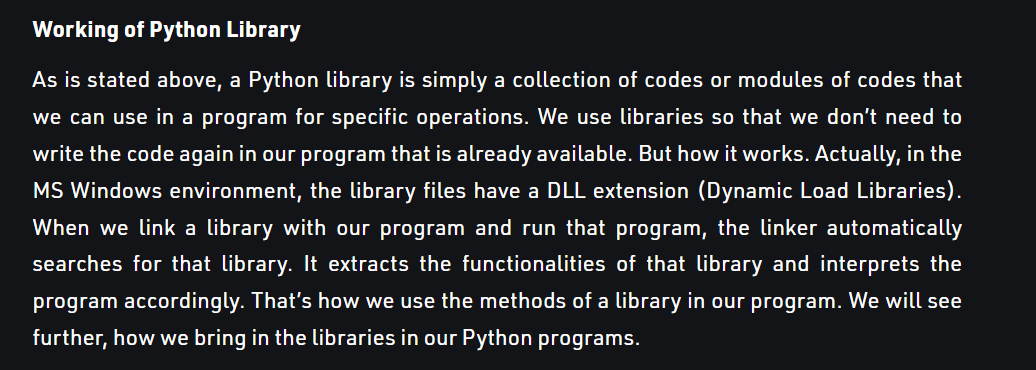 Working of Python Library
As is stated above, a Python library is simply a collection of codes or modules of codes that
we can use in a program for specific operations. We use libraries so that we don’t need to
write the code again in our program that is already available. But how it works. Actually, in the
MS Windows environment, the library files have a DLL extension (Dynamic Load Libraries).
When we link a library with our program and run that program, the linker automatically
searches for that library. It extracts the functionalities of that library and interprets the
program accordingly. That’s how we use the methods of a library in our program. We will see
further, how we bring in the libraries in our Python programs.